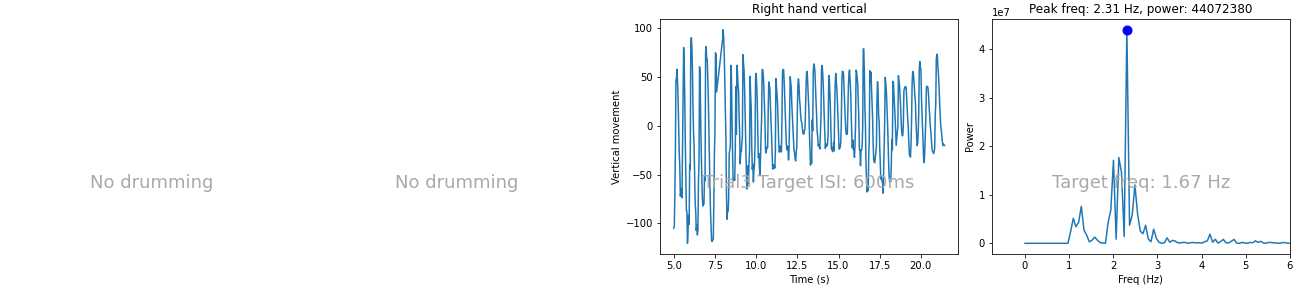 No drumming
No drumming
Right hand vertical
Vertical movement
100
50
0
−50
−100
Trial3 Target ISI: 600ms
5.0 7.5 10.0 12.5 15.0 17.5 20.0
Time (s)
Peak freq: 2.31 Hz, power: 44072380
1e7
Power
4
3
2
1
0
Target freq: 1.67 Hz
0 1 2 3 4 5 6
Freq (Hz)